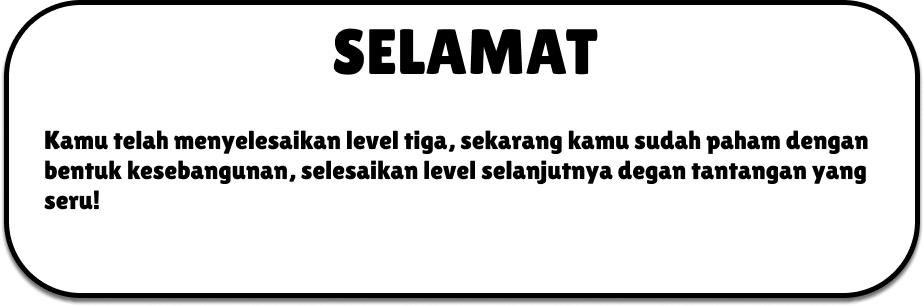 SELAMAT
Kamu telah menyelesaikan level tiga, sekarang kamu sudah paham dengan
bentuk kesebangunan, selesaikan level selanjutnya degan tantangan yang
seru!